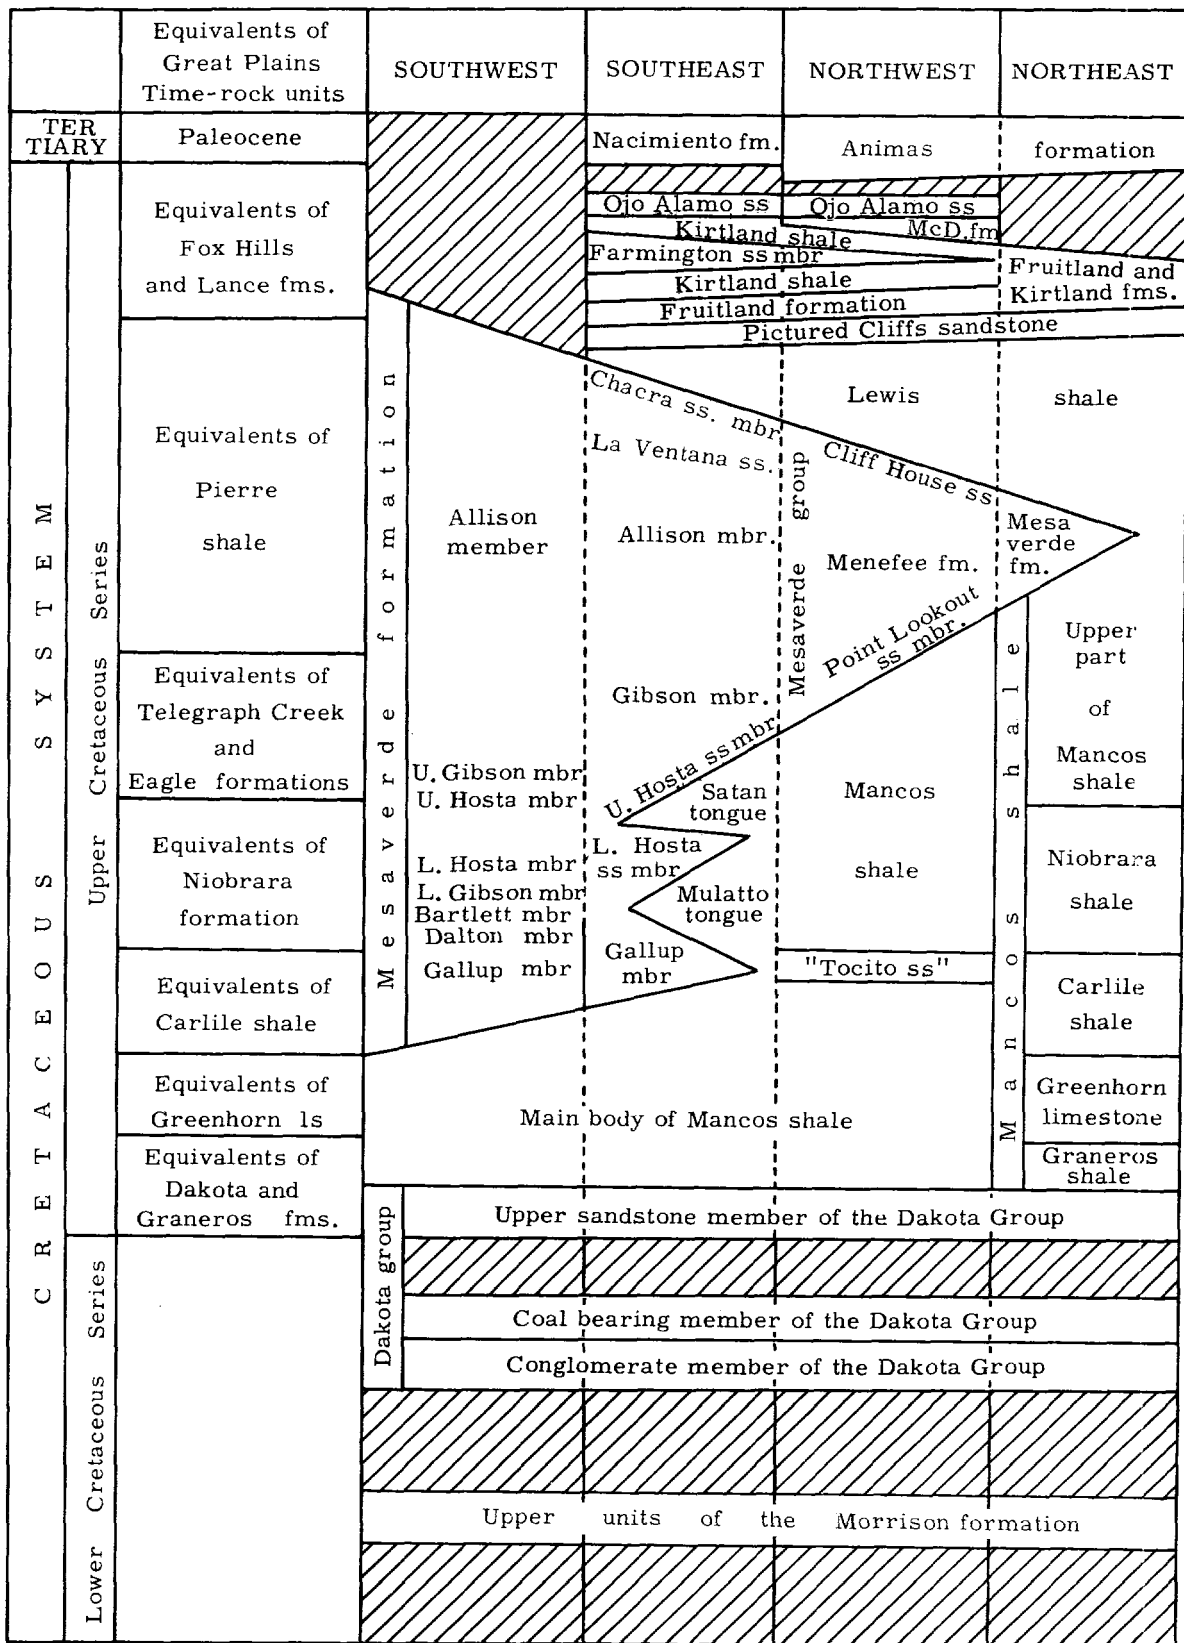 Equivalents of
Great Plains
Time-rock units
SOUTHWEST
SOUTHEAST
NORTHWEST
NORTHEAST
TER
TIARY
Paleocene
Nacimiento fm.
Animas
formation
CRETACEOUS SYSTEM
Upper Cretaceous Series
Lower Cretaceous Series
Equivalents of
Fox Hills
and Lance fms.
Ojo Alamo ss
Ojo Alamo ss
Kirtland shale
McD.fm
Farmington ss mbr
Kirtland shale
Fruitland and
Kirtland fms.
Fruitland formation
Pictured Cliffs sandstone
Equivalents of
Pierre
shale
Mesaverde formation
Allison
member
Chacra ss. mbr
La Ventana ss.
Allison mbr.
Mesaverde group
Lewis
shale
Cliff House ss
Menefee fm.
Mesa
verde
fm.
Point Lookout
ss mbr.
Equivalents of
Telegraph Creek
and
Eagle formations
Gibson mbr.
U. Hosta ss mbr
U. Gibson mbr
U. Hosta mbr
Satan
tongue
Mancos
shale
Mancos shale
Upper
part
of
Mancos
shale
Equivalents of
Niobrara
formation
L. Hosta mbr
L. Gibson mbr
Bartlett mbr
Dalton mbr
Gallup mbr
L. Hosta
ss mbr
Mulatto
tongue
Gallup
mbr
Niobrara
shale
"Tocito ss"
Equivalents of
Carlile shale
Carlile
shale
Equivalents of
Greenhorn ls
Main body of Mancos shale
Greenhorn
limestone
Equivalents of
Dakota and
Graneros fms.
Graneros
shale
Dakota group
Upper sandstone member of the Dakota Group
Coal bearing member of the Dakota Group
Conglomerate member of the Dakota Group
Upper units of the Morrison formation